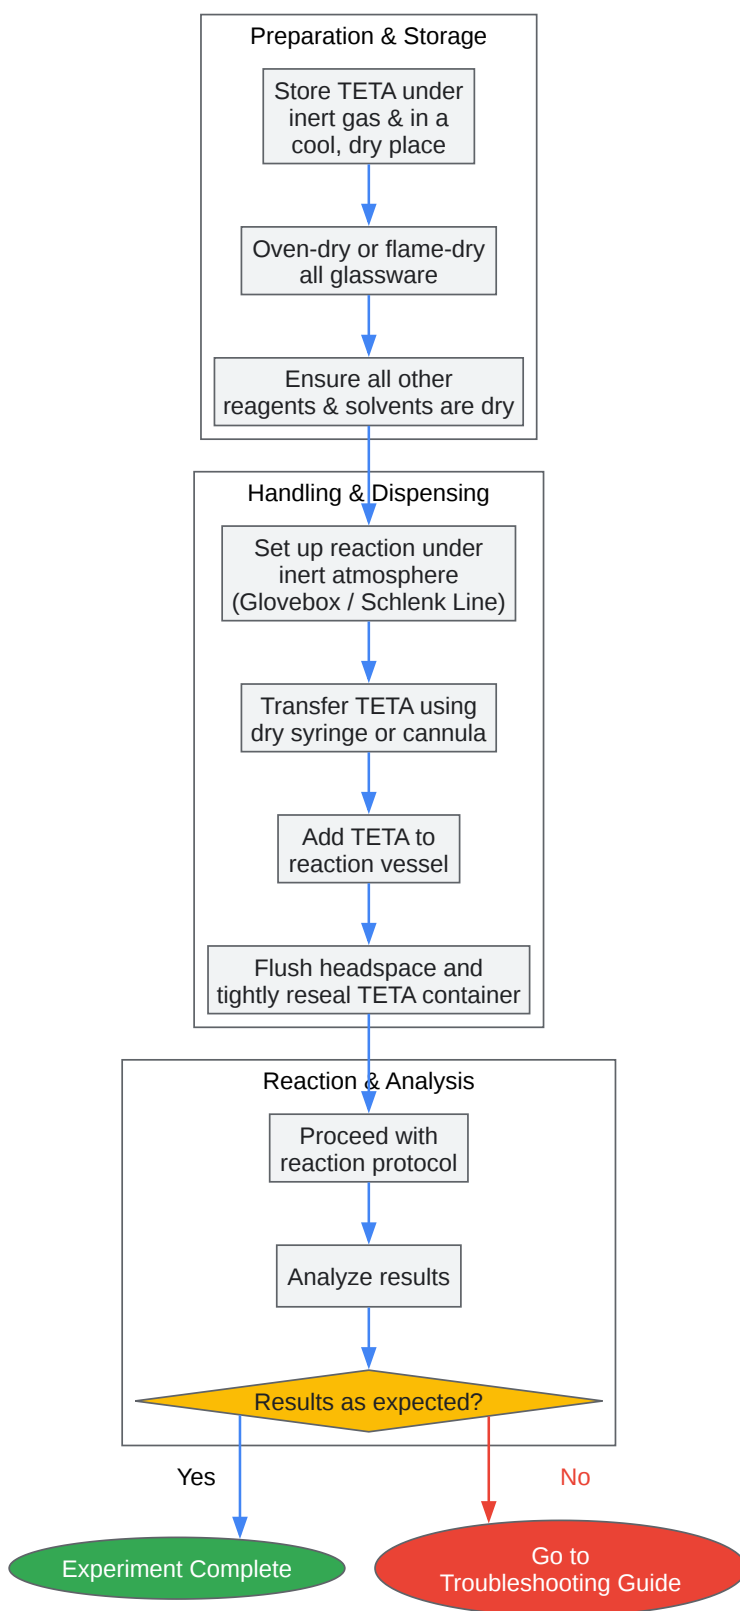 Preparation & Storage
Store TETA under
inert gas & in a
cool, dry place
Oven-dry or flame-dry
all glassware
Ensure all other
reagents & solvents are dry
Handling & Dispensing
Set up reaction under
inert atmosphere
(Glovebox / Schlenk Line)
Transfer TETA using
dry syringe or cannula
Add TETA to
reaction vessel
Flush headspace and
tightly reseal TETA container
Reaction & Analysis
Proceed with
reaction protocol
Analyze results
Results as expected?
Yes
No
Experiment Complete
Go to
Troubleshooting Guide